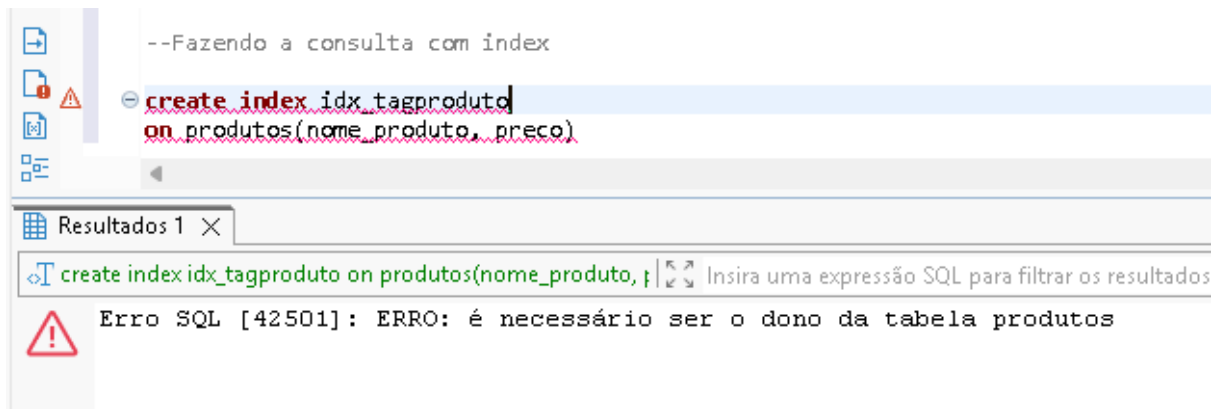 --Fazendo a consulta com index
create index idx_tagproduto
on produtos(nome_produto, preco)
Resultados 1
create index idx_tagproduto on produtos(nome_produto, Insira uma expressão SQL para filtrar os resultados
Erro SQL [42501]: ERRO: é necessário ser o dono da tabela produtos